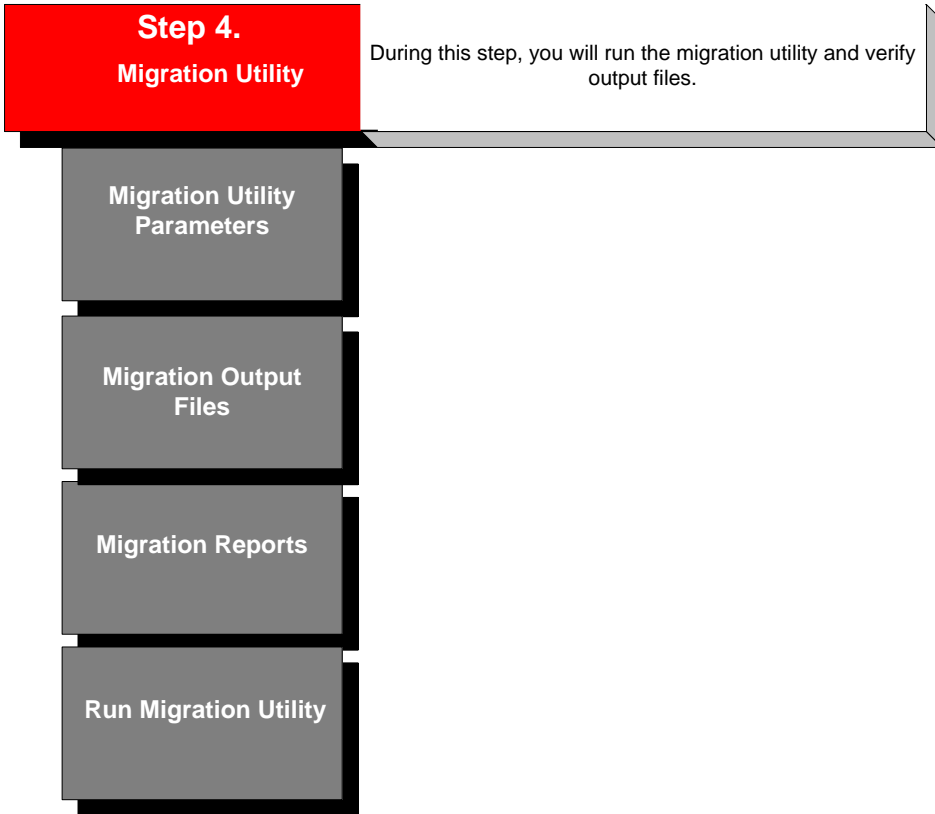 Step 4.
Migration Utility
During this step, you will run the migration utility and verify
output files.
Migration Utility
Parameters
Migration Output
Files
Migration Reports
Run Migration Utility